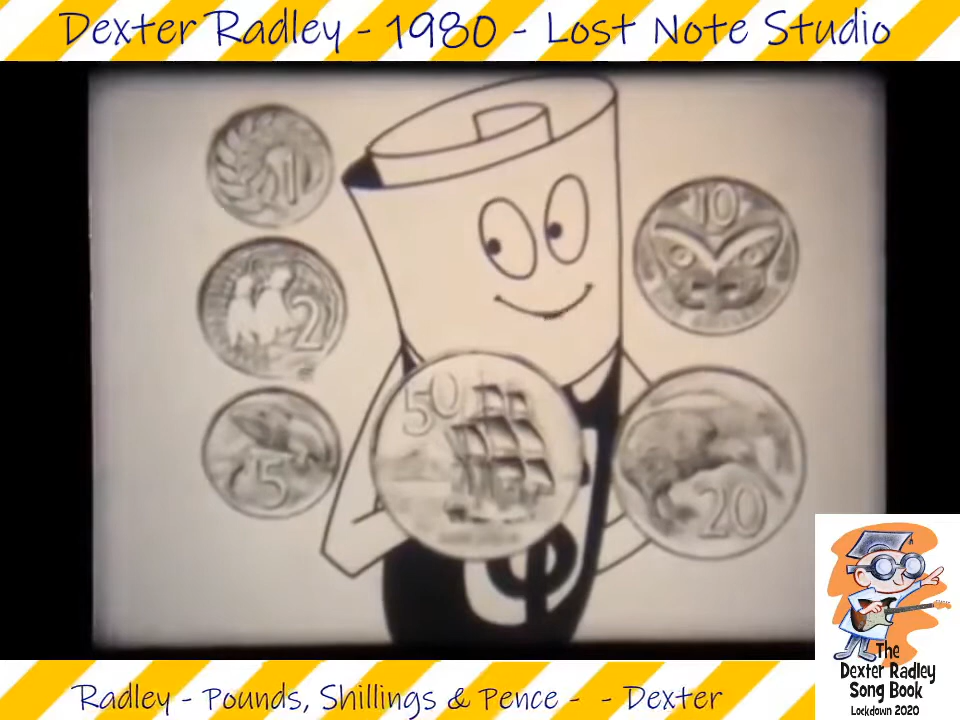 Dexter Radley - 1980 - Lost Note Studio
1
10
2
50
5
20
The
Dexter Radley
Song Book
Lockdown 2020
Radley - Pounds, Shillings & Pence - - Dexter